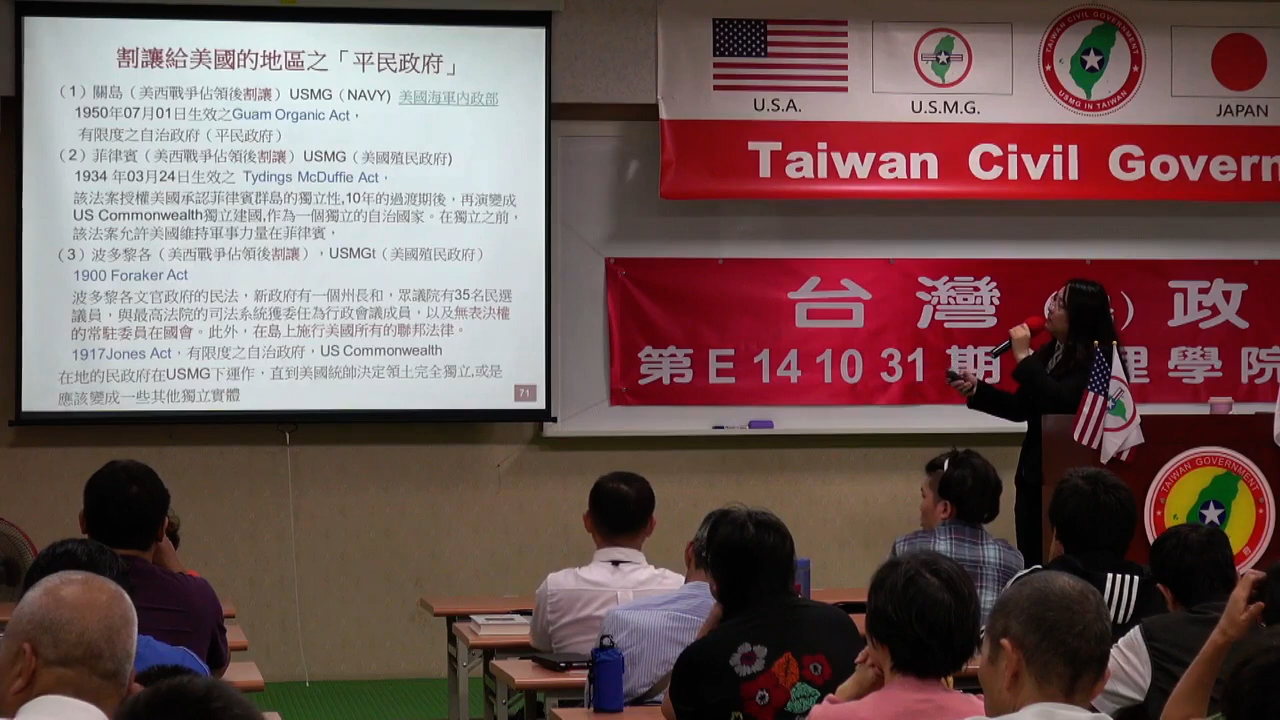 割讓給美國的地區之「平民政府」
（1）關島（美西戰爭佔領後割讓）USMG（NAVY) 美國海軍內政部
1950年07月01日生效之Guam Organic Act，
有限度之自治政府（平民政府）
（2）菲律賓（美西戰爭佔領後割讓）USMG（美國殖民政府)
1934 年03月24日生效之 Tydings McDuffie Act，
該法案授權美國承認菲律賓群島的獨立性,10年的過渡期後，再演變成
US Commonwealth獨立建國,作為一個獨立的自治國家。在獨立之前，
該法案允許美國維持軍事力量在菲律賓，
（3）波多黎各（美西戰爭佔領後割讓），USMGt（美國殖民政府）
1900 Foraker Act
波多黎各文官政府的民法，新政府有一個州長和，眾議院有35名民選
議員，與最高法院的司法系統獲委任為行政會議成員，以及無表決權
的常駐委員在國會。此外，在島上施行美國所有的聯邦法律。
1917Jones Act，有限度之自治政府，US Commonwealth
在地的民政府在USMG下運作，直到美國統帥決定領土完全獨立,或是
應該變成一些其他獨立實體
71
U.S.A.
U.S.M.G.
TAIWAN CIVIL GOVERNMENT
USMG IN TAIWAN
JAPAN
Taiwan Civil Govern
台灣 政
第E141031期 理學院
TAIWAN GOVERNMENT